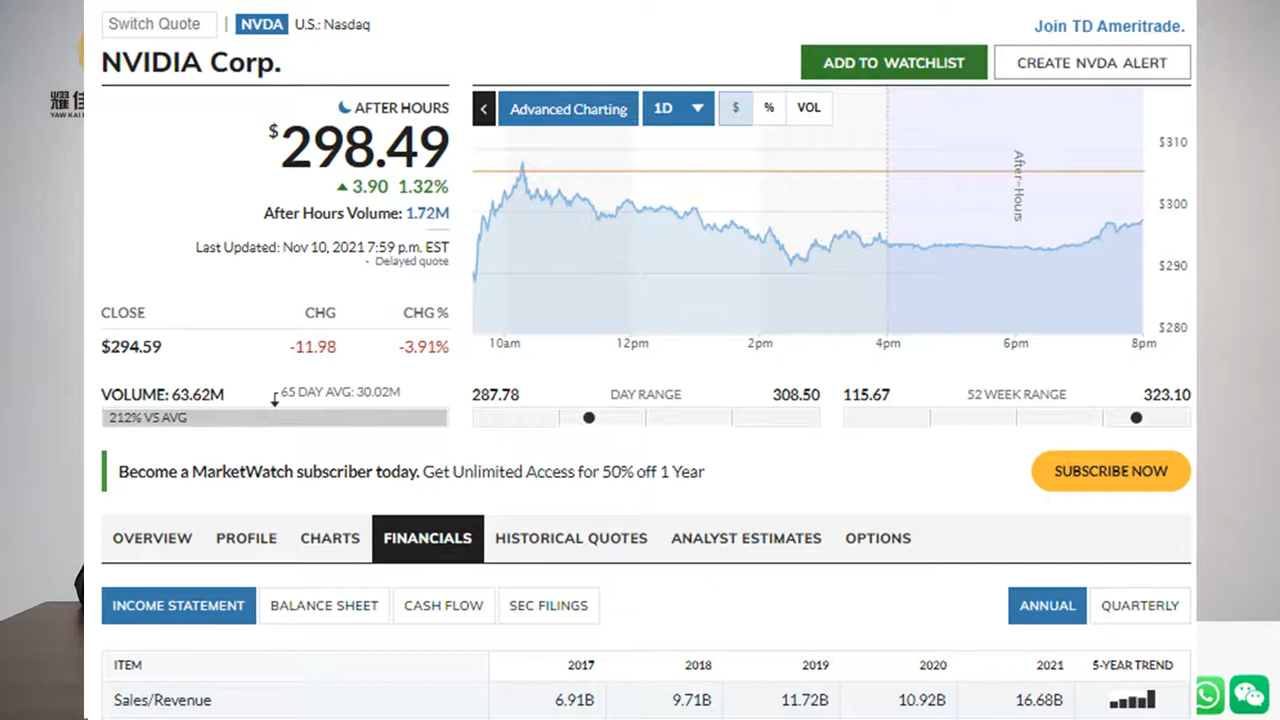 Switch Quote | NVDA U.S.: Nasdaq
Join TD Ameritrade.
NVIDIA Corp.
ADD TO WATCHLIST
CREATE NVDA ALERT
耀
YAW KAI
AFTER HOURS
$298.49
3.90 1.32%
After Hours Volume: 1.72M
Last Updated: Nov 10, 2021 7:59 p.m. EST
Delayed quote
CLOSE CHG CHG %
$294.59 -11.98 -3.91%
VOLUME: 63.62M 65 DAY AVG: 30.02M
212% VS AVG
Advanced Charting 1D $ % VOL
After-Hours
$310
$300
$290
$280
10am 12pm 2pm 4pm 6pm 8pm
287.78 DAY RANGE 308.50
115.67 52 WEEK RANGE 323.10
Become a MarketWatch subscriber today. Get Unlimited Access for 50% off 1 Year
SUBSCRIBE NOW
OVERVIEW PROFILE CHARTS FINANCIALS HISTORICAL QUOTES ANALYST ESTIMATES OPTIONS
INCOME STATEMENT BALANCE SHEET CASH FLOW SEC FILINGS
ANNUAL QUARTERLY
ITEM 2017 2018 2019 2020 2021 5-YEAR TREND
Sales/Revenue 6.91B 9.71B 11.72B 10.92B 16.68B